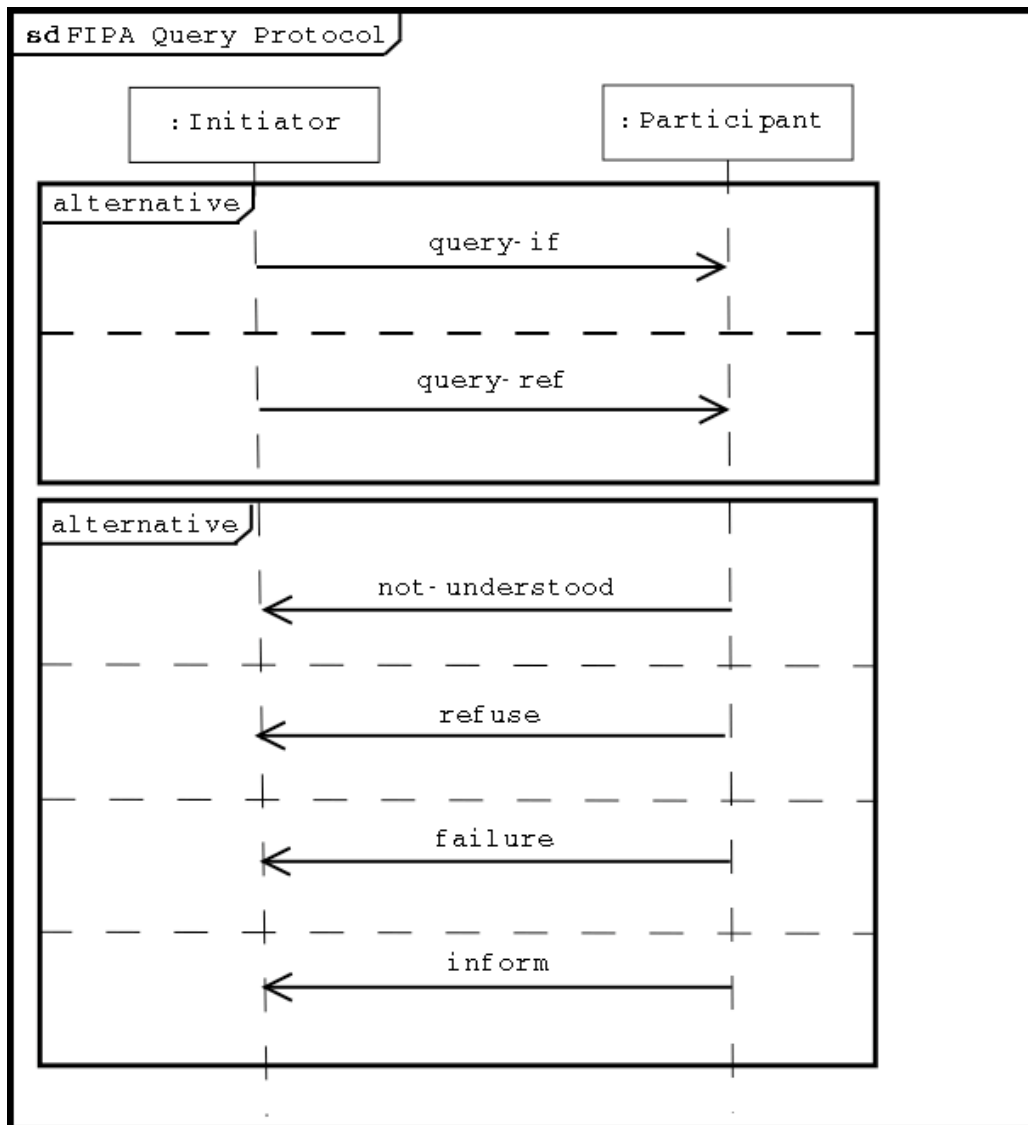 sd FIPA Query Protocol
:Initiator
:Participant
alternative
query-if
query-ref
alternative
not-understood
refuse
failure
inform